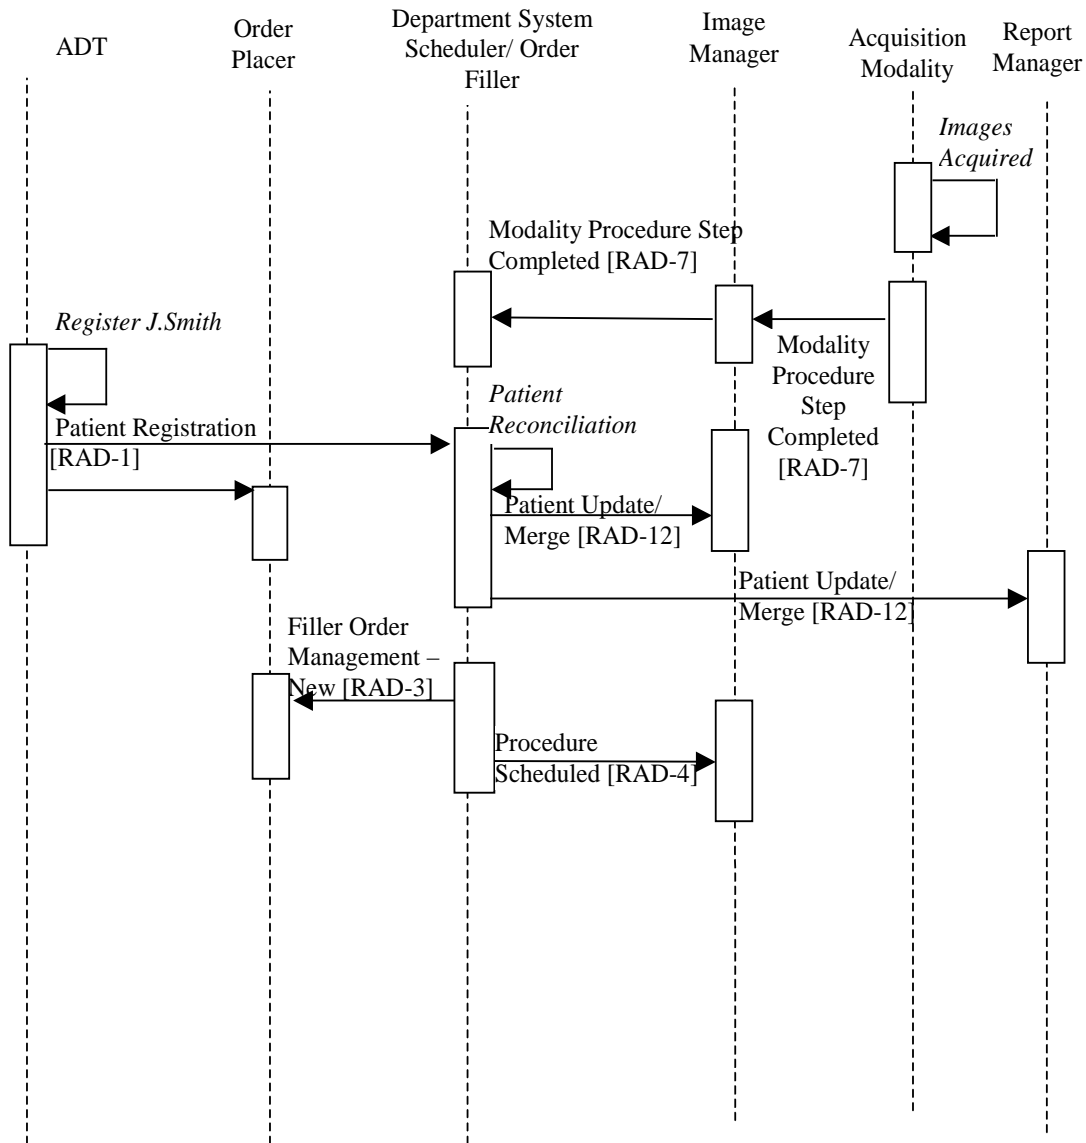 ADT
Order
Placer
Department System
Scheduler/ Order
Filler
Image
Manager
Acquisition
Modality
Report
Manager
Images
Acquired
Modality Procedure Step
Completed [RAD-7]
Register J.Smith
Modality
Procedure
Step
Completed
[RAD-7]
Patient
Reconciliation
Patient Registration
[RAD-1]
Patient Update/
Merge [RAD-12]
Patient Update/
Merge [RAD-12]
Filler Order
Management –
New [RAD-3]
Procedure
Scheduled [RAD-4]